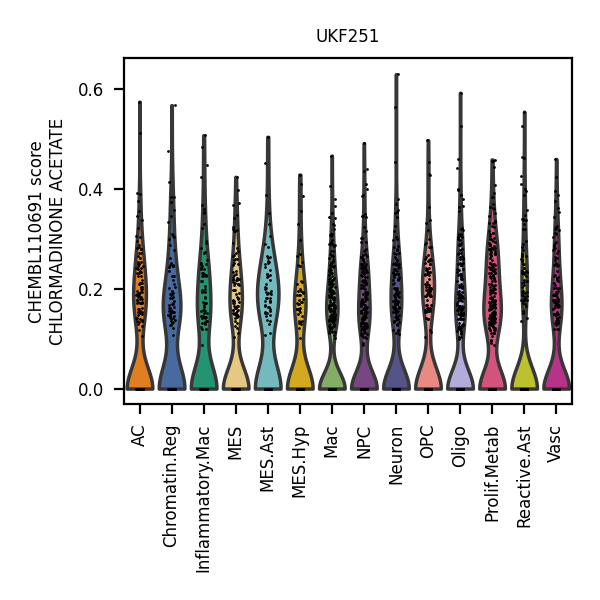 UKF251
CHEMBL110691 score
CHLORMADINONE ACETATE
0.6
0.4
0.2
0.0
AC
Chromatin.Reg
Inflammatory.Mac
MES
MES.Ast
MES.Hyp
Mac
NPC
Neuron
OPC
Oligo
Prolif.Metab
Reactive.Ast
Vasc